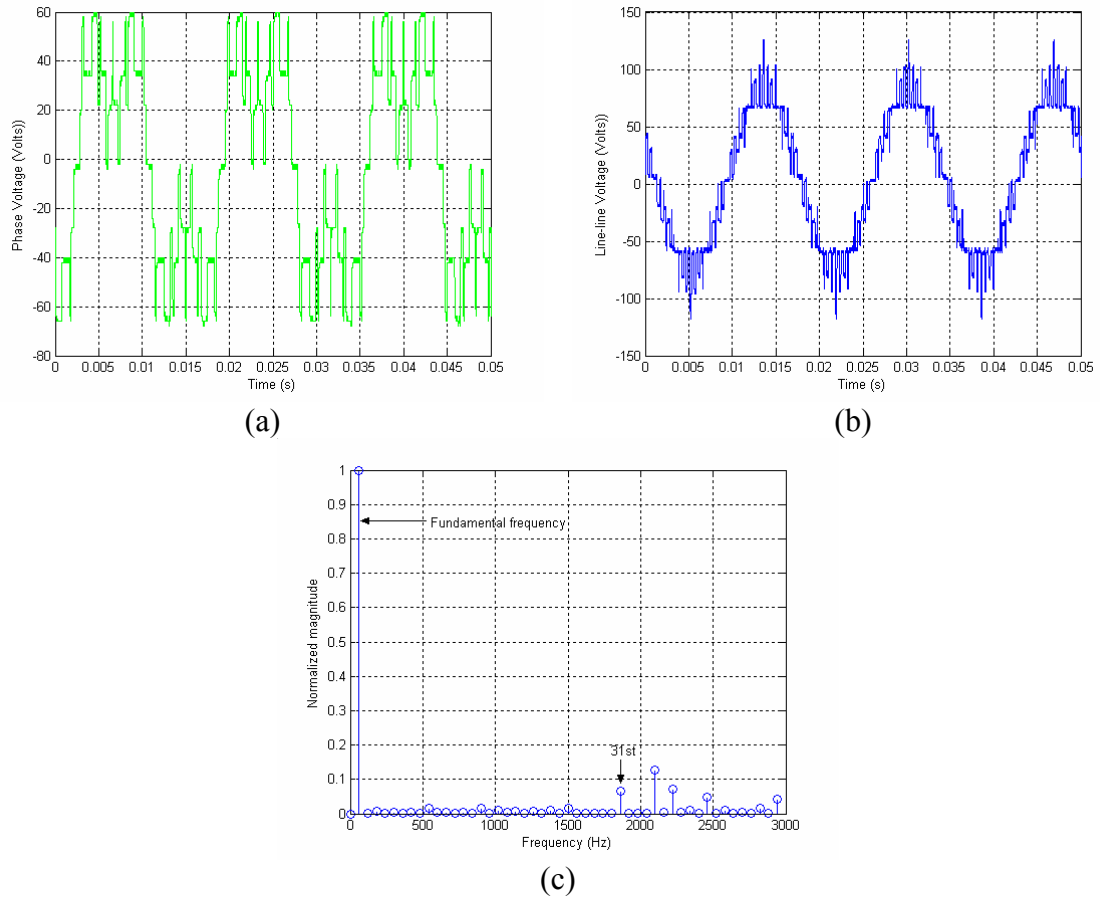 60
40
20
0
-20
-40
-60
-80
Phase Voltage (Volts))
0 0.005 0.01 0.015 0.02 0.025 0.03 0.035 0.04 0.045 0.05
Time (s)
(a)
150
100
50
0
-50
-100
-150
Line-line Voltage (Volts))
0 0.005 0.01 0.015 0.02 0.025 0.03 0.035 0.04 0.045 0.05
Time (s)
(b)
1
0.9
0.8
0.7
0.6
0.5
0.4
0.3
0.2
0.1
0
Normalized magnitude
Fundamental frequency
31st
0 500 1000 1500 2000 2500 3000
Frequency (Hz)
(c)